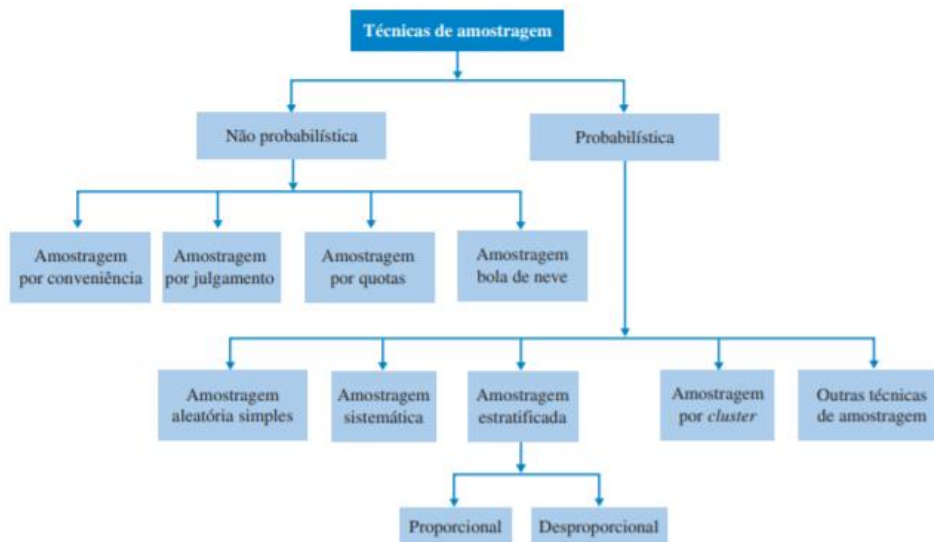 Técnicas de amostragem
Não probabilística
Probabilística
Amostragem
por conveniência
Amostragem
por julgamento
Amostragem
por quotas
Amostragem
bola de neve
Amostragem
aleatória simples
Amostragem
sistemática
Amostragem
estratificada
Amostragem
por cluster
Outras técnicas
de amostragem
Proporcional
Desproporcional